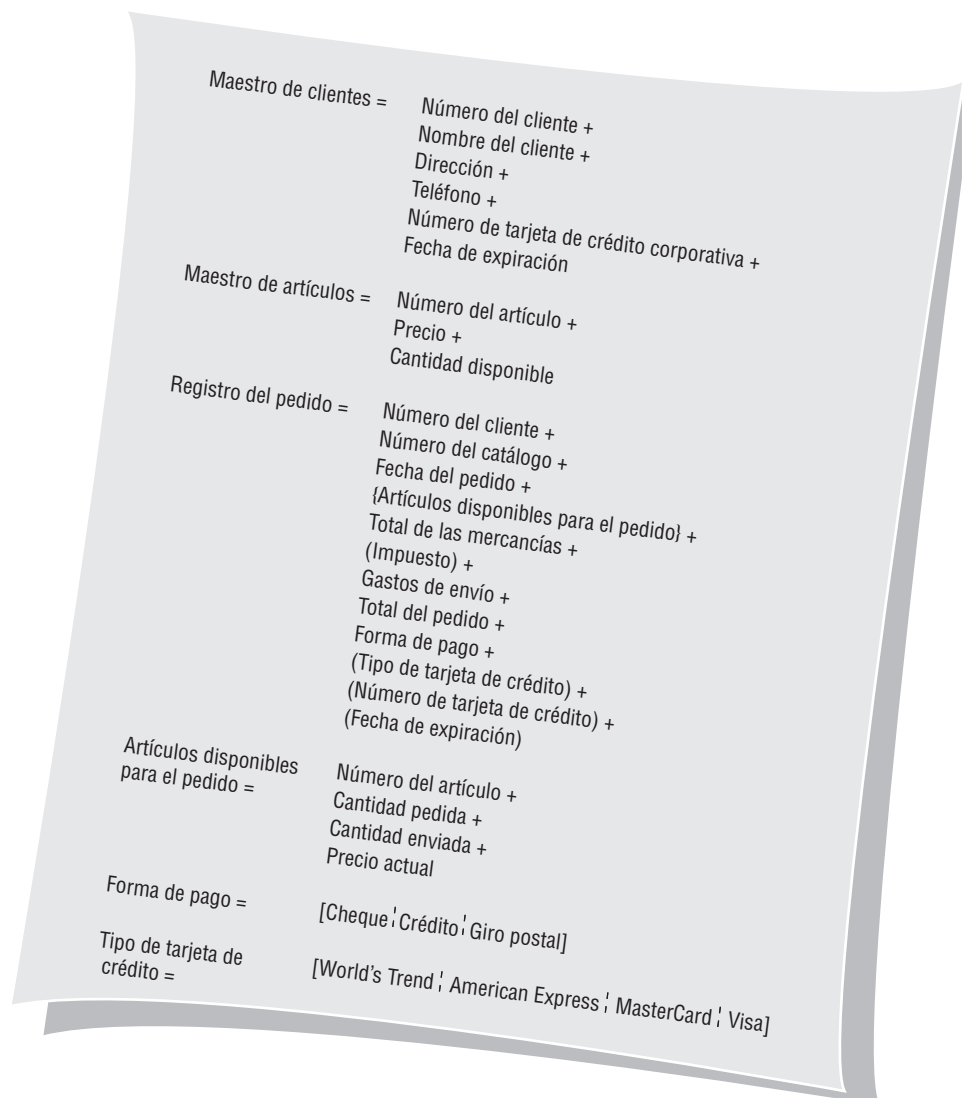 Maestro de clientes = Número del cliente +
Nombre del cliente +
Dirección +
Teléfono +
Número de tarjeta de crédito corporativa +
Fecha de expiración
Maestro de artículos = Número del artículo +
Precio +
Cantidad disponible
Registro del pedido = Número del cliente +
Número del catálogo +
Fecha del pedido +
{Artículos disponibles para el pedido} +
Total de las mercancías +
(Impuesto) +
Gastos de envío +
Total del pedido +
Forma de pago +
(Tipo de tarjeta de crédito) +
(Número de tarjeta de crédito) +
(Fecha de expiración)
Artículos disponibles
para el pedido = Número del artículo +
Cantidad pedida +
Cantidad enviada +
Precio actual
Forma de pago = [Cheque ¦ Crédito ¦ Giro postal]
Tipo de tarjeta de
crédito = [World's Trend ¦ American Express ¦ MasterCard ¦ Visa]